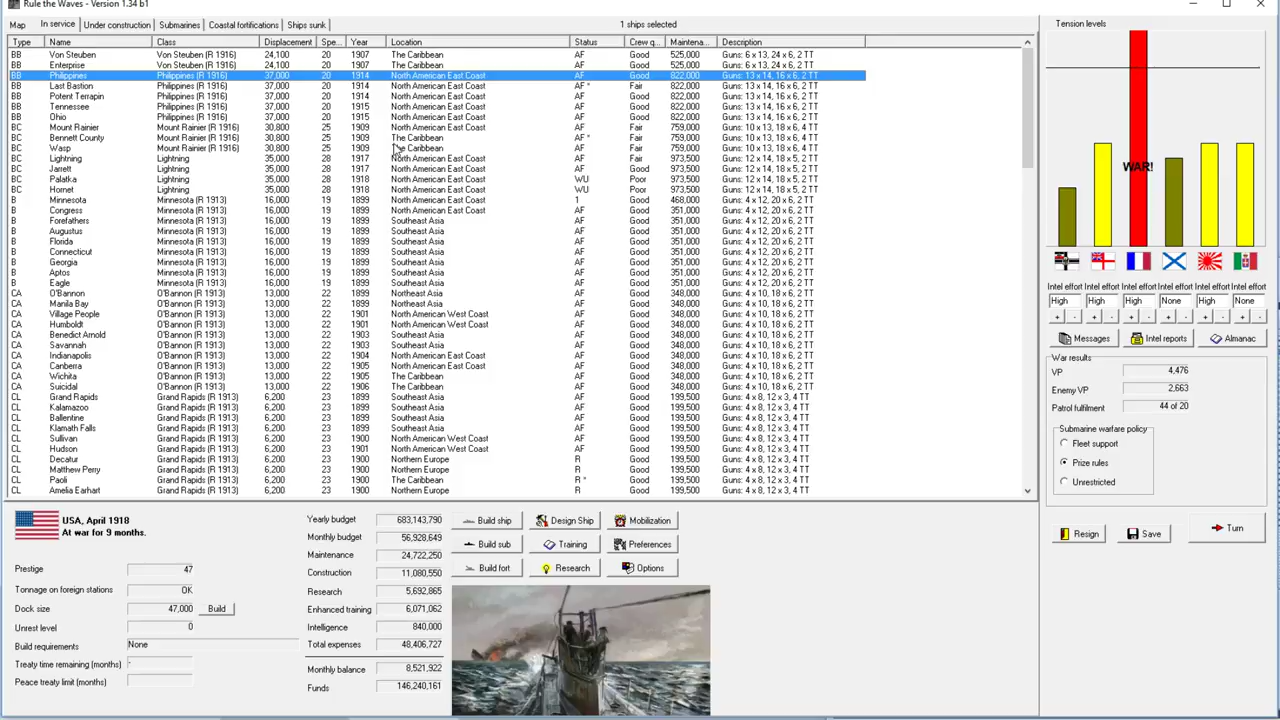 Rule the Waves - Version 1.34 b1
Map In service Under construction Submarines Coastal fortifications Ships sunk 1 ships selected
Type Name Class Displacement Spe... Year Location Status Crew q... Maintena... Description
BB Von Steuben Von Steuben (R 1916) 24,100 20 1907 The Caribbean AF Good 525,000 Guns: 6 x 13, 24 x 6, 2 TT
BB Enterprise Von Steuben (R 1916) 24,100 20 1907 The Caribbean AF Good 525,000 Guns: 6 x 13, 24 x 6, 2 TT
BB Philippines Philippines (R 1916) 37,000 20 1914 North American East Coast AF Good 822,000 Guns: 13 x 14, 16 x 6, 2 TT
BB Last Bastion Philippines (R 1916) 37,000 20 1914 North American East Coast AF * Fair 822,000 Guns: 13 x 14, 16 x 6, 2 TT
BB Potent Terrapin Philippines (R 1916) 37,000 20 1914 North American East Coast AF Good 822,000 Guns: 13 x 14, 16 x 6, 2 TT
BB Tennessee Philippines (R 1916) 37,000 20 1915 North American East Coast AF Good 822,000 Guns: 13 x 14, 16 x 6, 2 TT
BB Ohio Philippines (R 1916) 37,000 20 1915 North American East Coast AF Good 822,000 Guns: 13 x 14, 16 x 6, 2 TT
BC Mount Rainier Mount Rainier (R 1916) 30,800 25 1909 North American East Coast AF Fair 759,000 Guns: 10 x 13, 18 x 6, 2 TT
BC Bennett County Mount Rainier (R 1916) 30,800 25 1909 The Caribbean AF * Fair 759,000 Guns: 10 x 13, 18 x 6, 2 TT
BC Wasp Mount Rainier (R 1916) 30,800 25 1909 The Caribbean AF Fair 759,000 Guns: 10 x 13, 18 x 6, 2 TT
BC Lightning Lightning 35,000 28 1917 North American East Coast AF Fair 973,500 Guns: 12 x 14, 18 x 5, 2 TT
BC Jarrett Lightning 35,000 28 1917 North American East Coast AF Good 973,500 Guns: 12 x 14, 18 x 5, 2 TT
BC Palatka Lightning 35,000 28 1918 North American East Coast WU Poor 973,500 Guns: 12 x 14, 18 x 5, 2 TT
BC Hornet Lightning 35,000 28 1918 North American East Coast WU Poor 973,500 Guns: 12 x 14, 18 x 5, 2 TT
B Minnesota Minnesota (R 1913) 16,000 19 1899 North American East Coast 1 Good 468,000 Guns: 4 x 12, 20 x 6, 2 TT
B Congress Minnesota (R 1913) 16,000 19 1899 North American East Coast AF Good 351,000 Guns: 4 x 12, 20 x 6, 2 TT
B Forefathers Minnesota (R 1913) 16,000 19 1899 Southeast Asia AF Good 351,000 Guns: 4 x 12, 20 x 6, 2 TT
B Augustus Minnesota (R 1913) 16,000 19 1899 Southeast Asia AF Good 351,000 Guns: 4 x 12, 20 x 6, 2 TT
B Florida Minnesota (R 1913) 16,000 19 1899 Southeast Asia AF Good 351,000 Guns: 4 x 12, 20 x 6, 2 TT
B Connecticut Minnesota (R 1913) 16,000 19 1899 Southeast Asia AF Good 351,000 Guns: 4 x 12, 20 x 6, 2 TT
B Georgia Minnesota (R 1913) 16,000 19 1899 Southeast Asia AF Good 351,000 Guns: 4 x 12, 20 x 6, 2 TT
B Aptos Minnesota (R 1913) 16,000 19 1899 Southeast Asia AF Good 351,000 Guns: 4 x 12, 20 x 6, 2 TT
B Eagle Minnesota (R 1913) 16,000 19 1899 Southeast Asia AF Good 351,000 Guns: 4 x 12, 20 x 6, 2 TT
CA O'Bannon O'Bannon (R 1913) 13,000 22 1899 Northeast Asia AF Good 348,000 Guns: 4 x 10, 18 x 6, 2 TT
CA Manila Bay O'Bannon (R 1913) 13,000 22 1899 Northeast Asia AF Good 348,000 Guns: 4 x 10, 18 x 6, 2 TT
CA Village People O'Bannon (R 1913) 13,000 22 1901 North American West Coast AF Good 348,000 Guns: 4 x 10, 18 x 6, 2 TT
CA Humboldt O'Bannon (R 1913) 13,000 22 1901 North American West Coast AF Good 348,000 Guns: 4 x 10, 18 x 6, 2 TT
CA Benedict Arnold O'Bannon (R 1913) 13,000 22 1903 Southeast Asia AF Good 348,000 Guns: 4 x 10, 18 x 6, 2 TT
CA Savannah O'Bannon (R 1913) 13,000 22 1903 Southeast Asia AF Good 348,000 Guns: 4 x 10, 18 x 6, 2 TT
CA Indianapolis O'Bannon (R 1913) 13,000 22 1904 North American East Coast AF Good 348,000 Guns: 4 x 10, 18 x 6, 2 TT
CA Canberra O'Bannon (R 1913) 13,000 22 1905 North American East Coast AF Good 348,000 Guns: 4 x 10, 18 x 6, 2 TT
CA Wichita O'Bannon (R 1913) 13,000 22 1905 The Caribbean AF Good 348,000 Guns: 4 x 10, 18 x 6, 2 TT
CA Suicidal O'Bannon (R 1913) 13,000 22 1906 The Caribbean AF Good 348,000 Guns: 4 x 10, 18 x 6, 2 TT
CL Grand Rapids Grand Rapids (R 1913) 6,200 23 1899 Southeast Asia AF Good 199,500 Guns: 4 x 8, 12 x 3, 4 TT
CL Kalamazoo Grand Rapids (R 1913) 6,200 23 1899 Southeast Asia AF Good 199,500 Guns: 4 x 8, 12 x 3, 4 TT
CL Ballentine Grand Rapids (R 1913) 6,200 23 1899 Southeast Asia AF Good 199,500 Guns: 4 x 8, 12 x 3, 4 TT
CL Klamath Falls Grand Rapids (R 1913) 6,200 23 1899 Southeast Asia AF Good 199,500 Guns: 4 x 8, 12 x 3, 4 TT
CL Sullivan Grand Rapids (R 1913) 6,200 23 1900 North American West Coast AF Good 199,500 Guns: 4 x 8, 12 x 3, 4 TT
CL Hudson Grand Rapids (R 1913) 6,200 23 1901 North American West Coast AF Good 199,500 Guns: 4 x 8, 12 x 3, 4 TT
CL Decatur Grand Rapids (R 1913) 6,200 23 1900 Northern Europe R Good 199,500 Guns: 4 x 8, 12 x 3, 4 TT
CL Matthew Perry Grand Rapids (R 1913) 6,200 23 1900 Northern Europe R Good 199,500 Guns: 4 x 8, 12 x 3, 4 TT
CL Paoli Grand Rapids (R 1913) 6,200 23 1900 The Caribbean R * Good 199,500 Guns: 4 x 8, 12 x 3, 4 TT
CL Amelia Earhart Grand Rapids (R 1913) 6,200 23 1900 Northern Europe R Good 199,500 Guns: 4 x 8, 12 x 3, 4 TT
Tension levels
WAR!
Intel effort Intel effort Intel effort Intel effort Intel effort Intel effort
High High High None High None
+ - + - + - + - + - + -
Messages Intel reports Almanac
War results
VP 4,476
Enemy VP 2,663
Patrol fulfilment 44 of 20
Submarine warfare policy
Fleet support
Prize rules
Unrestricted
Resign Save Turn
USA, April 1918
At war for 9 months.
Prestige 47
Tonnage on foreign stations OK
Dock size 47,000 Build
Unrest level 0
Build requirements None
Treaty time remaining (months) -
Peace treaty limit (months)
Yearly budget 683,143,790
Monthly budget 56,928,649
Maintenance 24,722,250
Construction 11,080,550
Research 5,692,865
Enhanced training 6,071,062
Intelligence 840,000
Total expenses 48,406,727
Monthly balance 8,521,922
Funds 146,240,161
Build ship Design Ship Mobilization
Build sub Training Preferences
Build fort Research Options